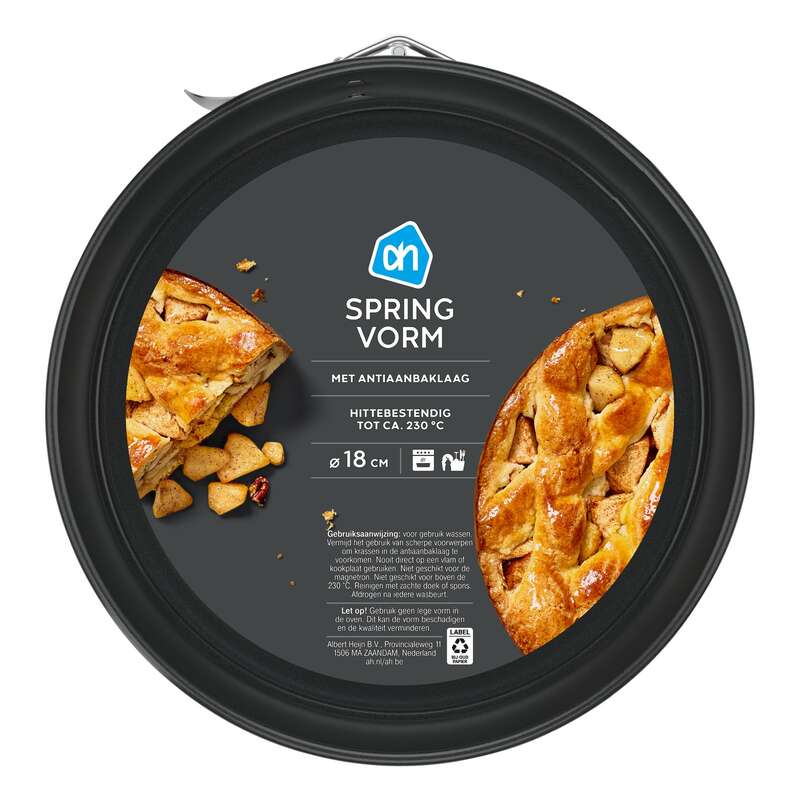 ah
SPRING
VORM
MET ANTIAANBAKLAAG
HITTEBESTENDIG
TOT CA. 230 °C
ø 18 CM
Gebruiksaanwijzing: voor gebruik wassen.
Vermijd het gebruik van scherpe voorwerpen
om krassen in de antiaanbaklaag te
voorkomen. Nooit direct op een vlam of
kookplaat gebruiken. Niet geschikt voor de
magnetron. Niet geschikt voor boven de
230 °C. Reinigen met zachte doek of spons.
Afdrogen na iedere wasbeurt.
Let op! Gebruik geen lege vorm in
de oven. Dit kan de vorm beschadigen
en de kwaliteit verminderen.
Albert Heijn B.V., Provincialeweg 11
1506 MA ZAANDAM, Nederland
ah.nl/ah.be
LABEL
BIJ OUD
PAPIER